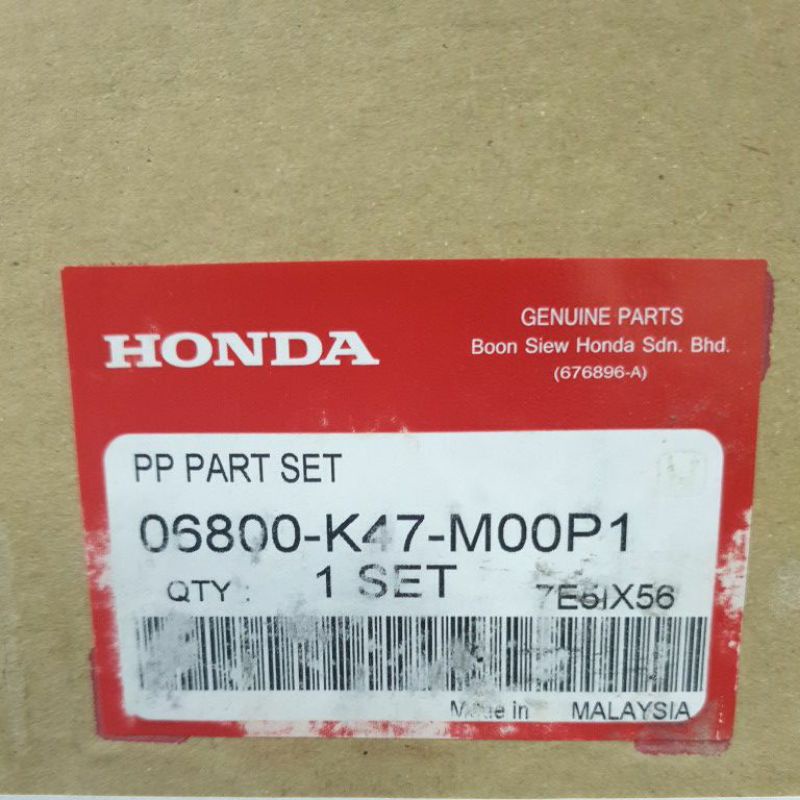 HONDA
GENUINE PARTS
Boon Siew Honda Sdn. Bhd.
(676896-A)
PP PART SET
06800-K47-M00P1
QTY : 1 SET
Made in MALAYSIA